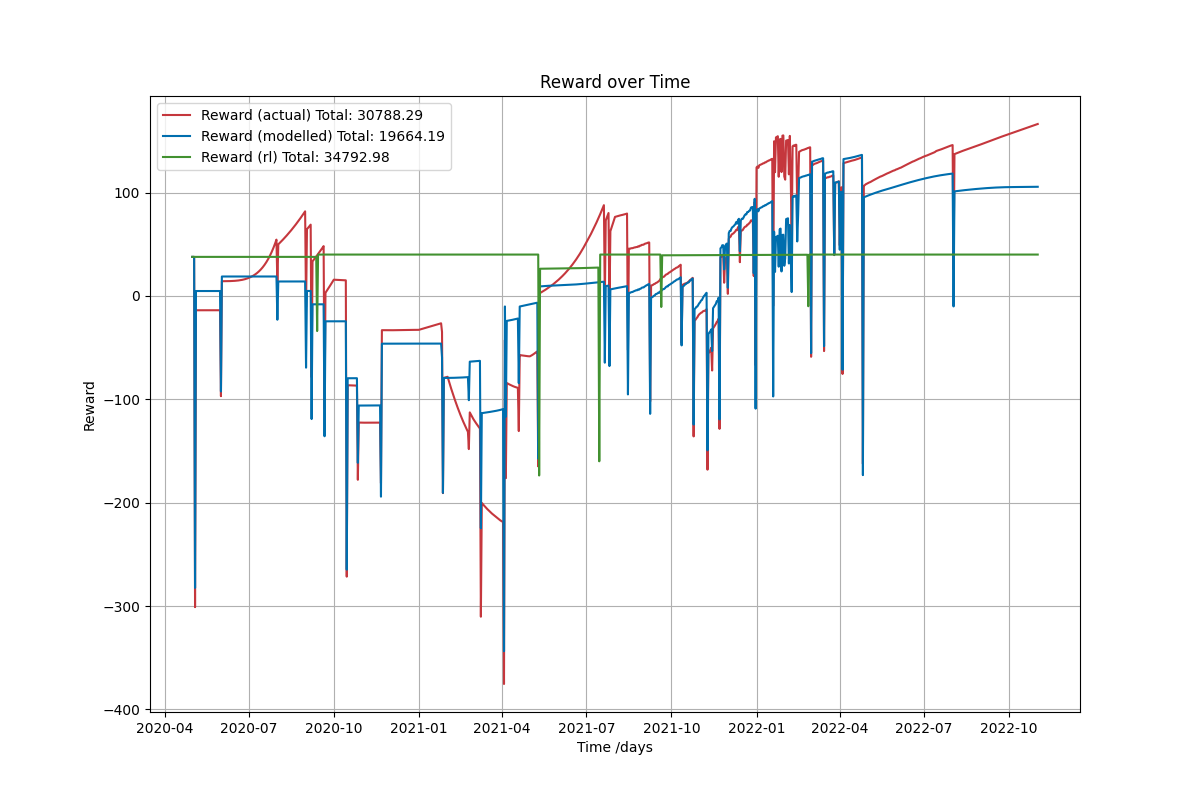 Reward over Time
Reward (actual) Total: 30788.29
Reward (modelled) Total: 19664.19
Reward (rl) Total: 34792.98
100
0
−100
−200
−300
−400
Reward
2020-04 2020-07 2020-10 2021-01 2021-04 2021-07 2021-10 2022-01 2022-04 2022-07 2022-10
Time /days